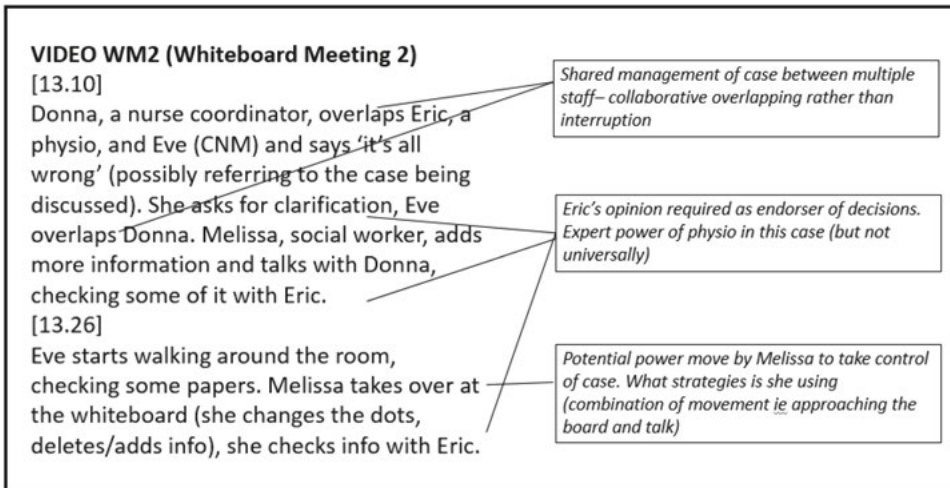 VIDEO WM2 (Whiteboard Meeting 2)
[13.10]
Donna, a nurse coordinator, overlaps Eric, a
physio, and Eve (CNM) and says ‘it’s all
wrong’ (possibly referring to the case being
discussed). She asks for clarification, Eve
overlaps Donna. Melissa, social worker, adds
more information and talks with Donna,
checking some of it with Eric.
[13.26]
Eve starts walking around the room,
checking some papers. Melissa takes over at
the whiteboard (she changes the dots,
deletes/adds info), she checks info with Eric.
Shared management of case between multiple
staff– collaborative overlapping rather than
interruption
Eric’s opinion required as endorser of decisions.
Expert power of physio in this case (but not
universally)
Potential power move by Melissa to take control
of case. What strategies is she using
(combination of movement ie approaching the
board and talk)